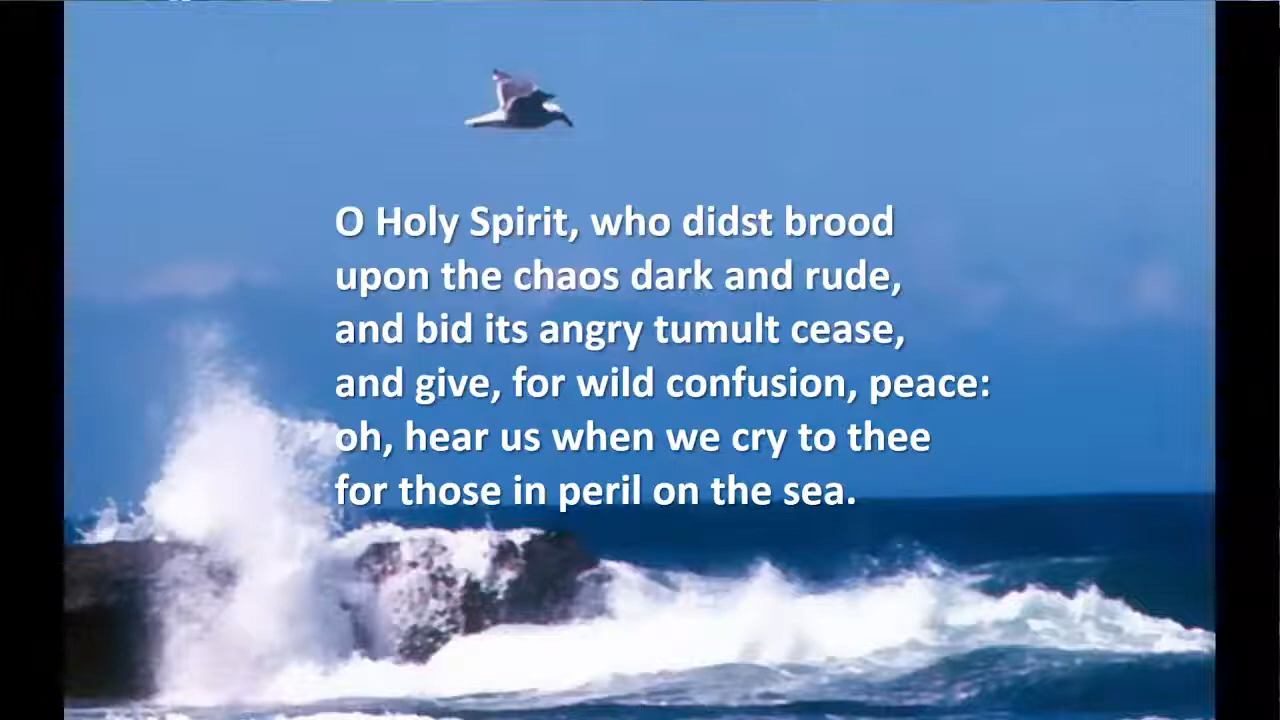 O Holy Spirit, who didst brood
upon the chaos dark and rude,
and bid its angry tumult cease,
and give, for wild confusion, peace:
oh, hear us when we cry to thee
for those in peril on the sea.